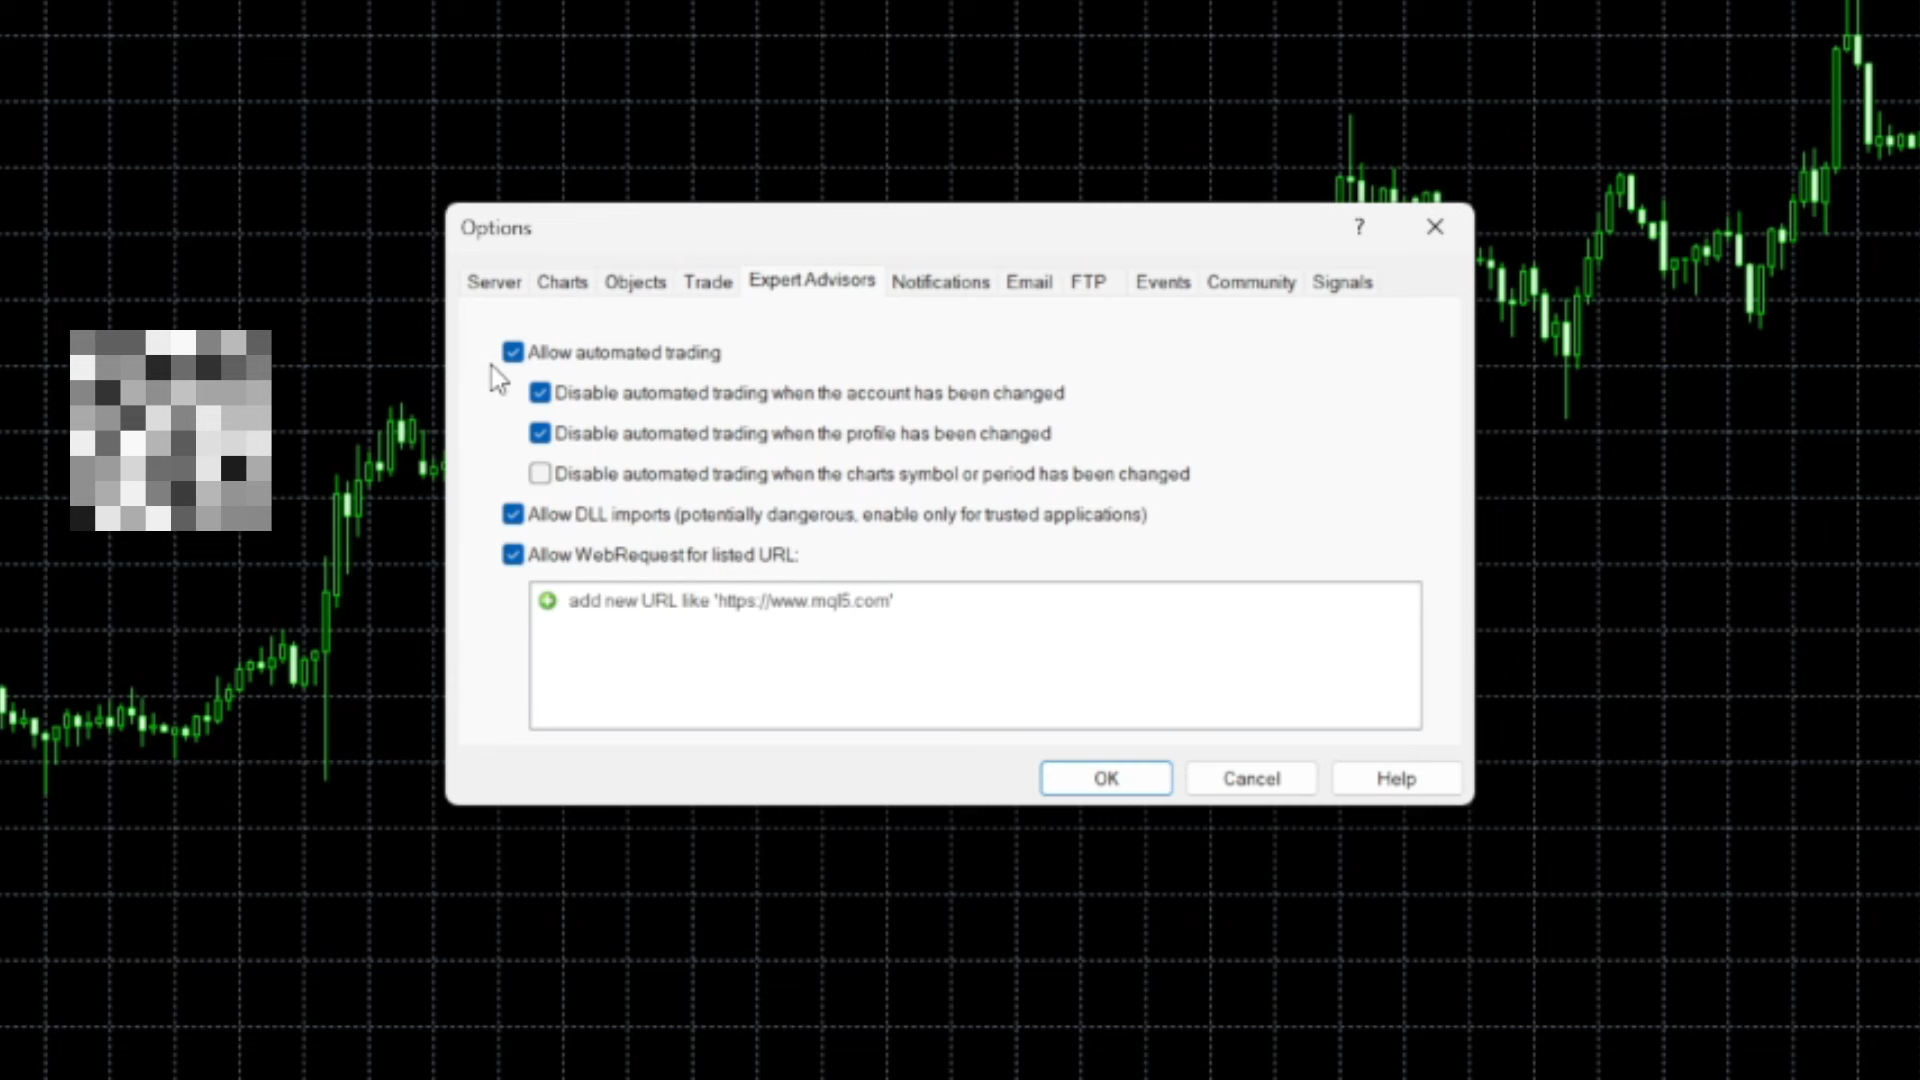 Options
?
Server Charts Objects Trade Expert Advisors Notifications Email FTP Events Community Signals
Allow automated trading
Disable automated trading when the account has been changed
Disable automated trading when the profile has been changed
Disable automated trading when the charts symbol or period has been changed
Allow DLL imports (potentially dangerous, enable only for trusted applications)
Allow WebRequest for listed URL:
add new URL like 'https://www.mql5.com'
OK Cancel Help